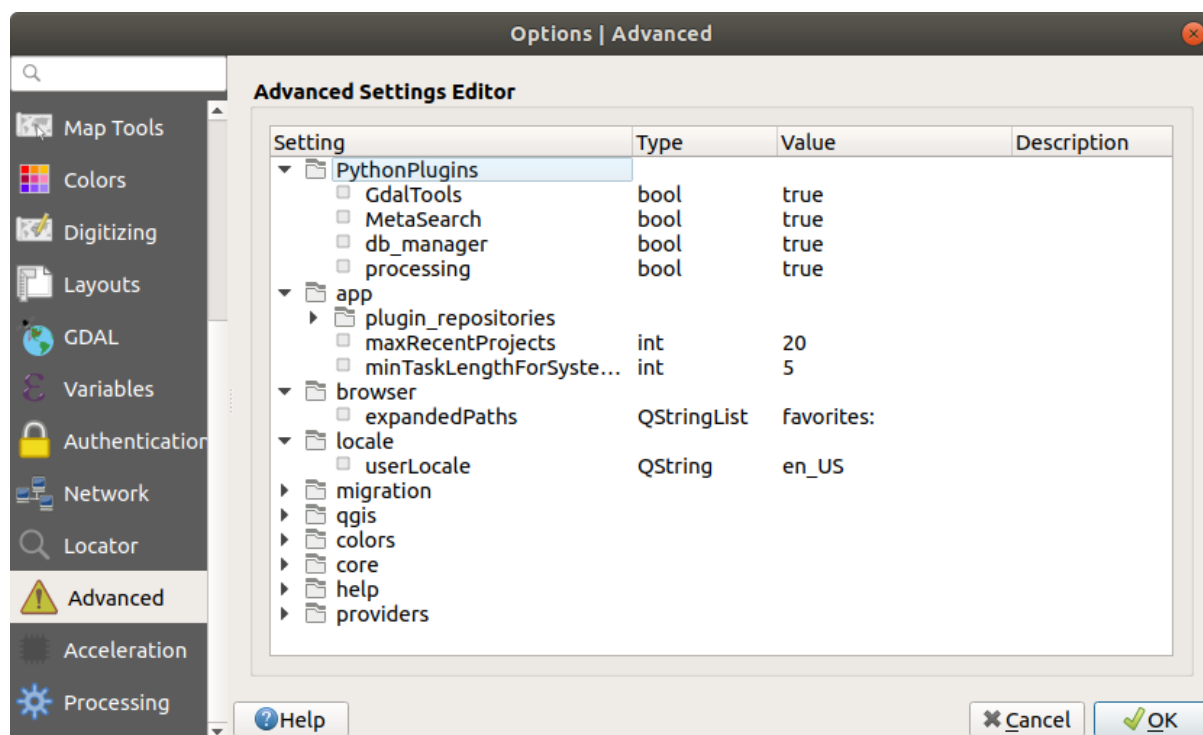 Options | Advanced
Map Tools
Colors
Digitizing
Layouts
GDAL
Variables
Authentication
Network
Locator
Advanced
Acceleration
Processing
Advanced Settings Editor
Setting Type Value Description
PythonPlugins
GdalTools bool true
MetaSearch bool true
db_manager bool true
processing bool true
app
plugin_repositories
maxRecentProjects int 20
minTaskLengthForSyste... int 5
browser
expandedPaths QStringList favorites:
locale
userLocale QString en_US
migration
qgis
colors
core
help
providers
Help Cancel OK